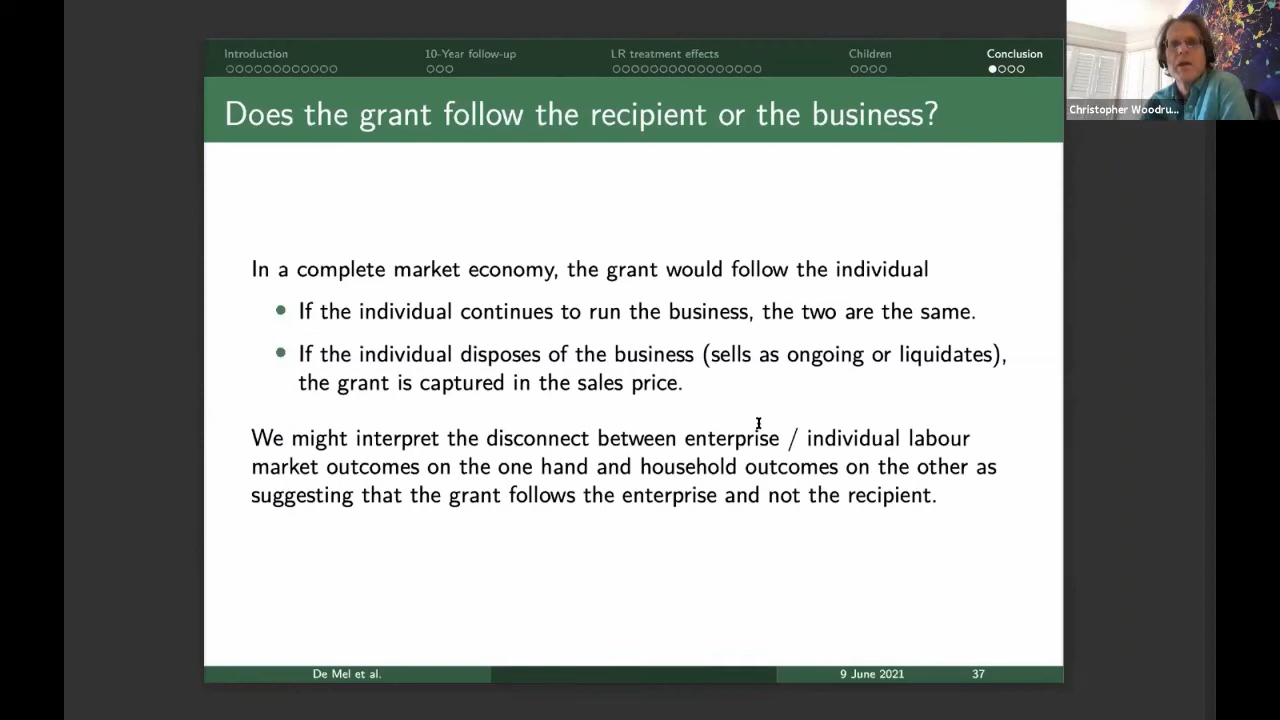 Introduction
10-Year follow-up
LR treatment effects
Children
Conclusion
Christopher Woodru...
Does the grant follow the recipient or the business?
In a complete market economy, the grant would follow the individual
If the individual continues to run the business, the two are the same.
If the individual disposes of the business (sells as ongoing or liquidates),
the grant is captured in the sales price.
We might interpret the disconnect between enterprise / individual labour
market outcomes on the one hand and household outcomes on the other as
suggesting that the grant follows the enterprise and not the recipient.
De Mel et al.
9 June 2021
37